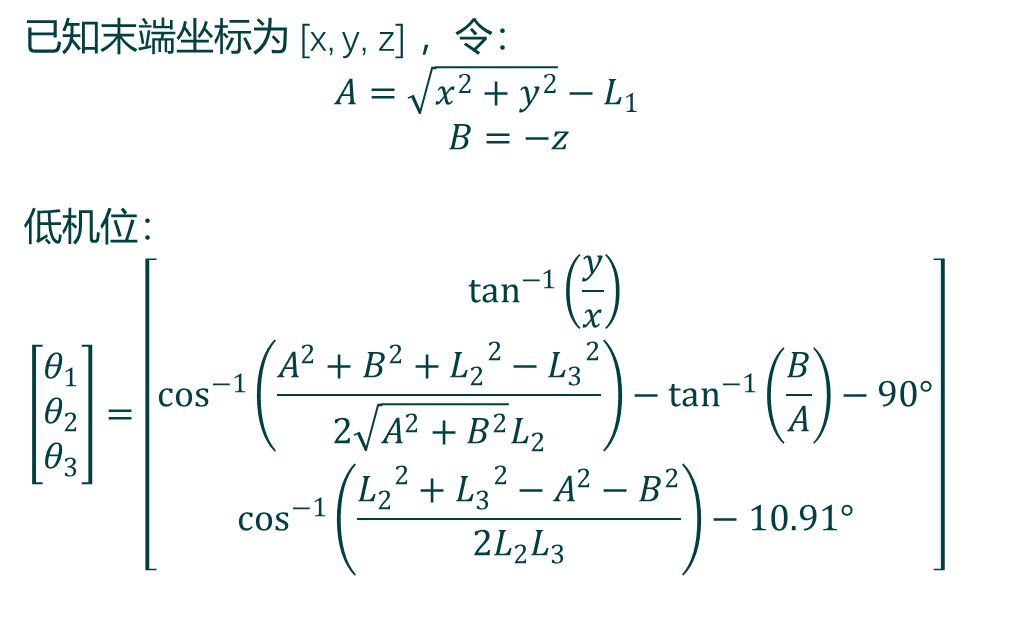 已知末端坐标为 [x, y, z] ，令：
A = √(x² + y²) − L₁
B = −z
低机位：
[θ₁ θ₂ θ₃] = [
tan⁻¹(y/x)
cos⁻¹((A² + B² + L₂² − L₃²)/(2√(A² + B²)L₂)) − tan⁻¹(B/A) − 90°
cos⁻¹((L₂² + L₃² − A² − B²)/(2L₂L₃)) − 10.91°
]